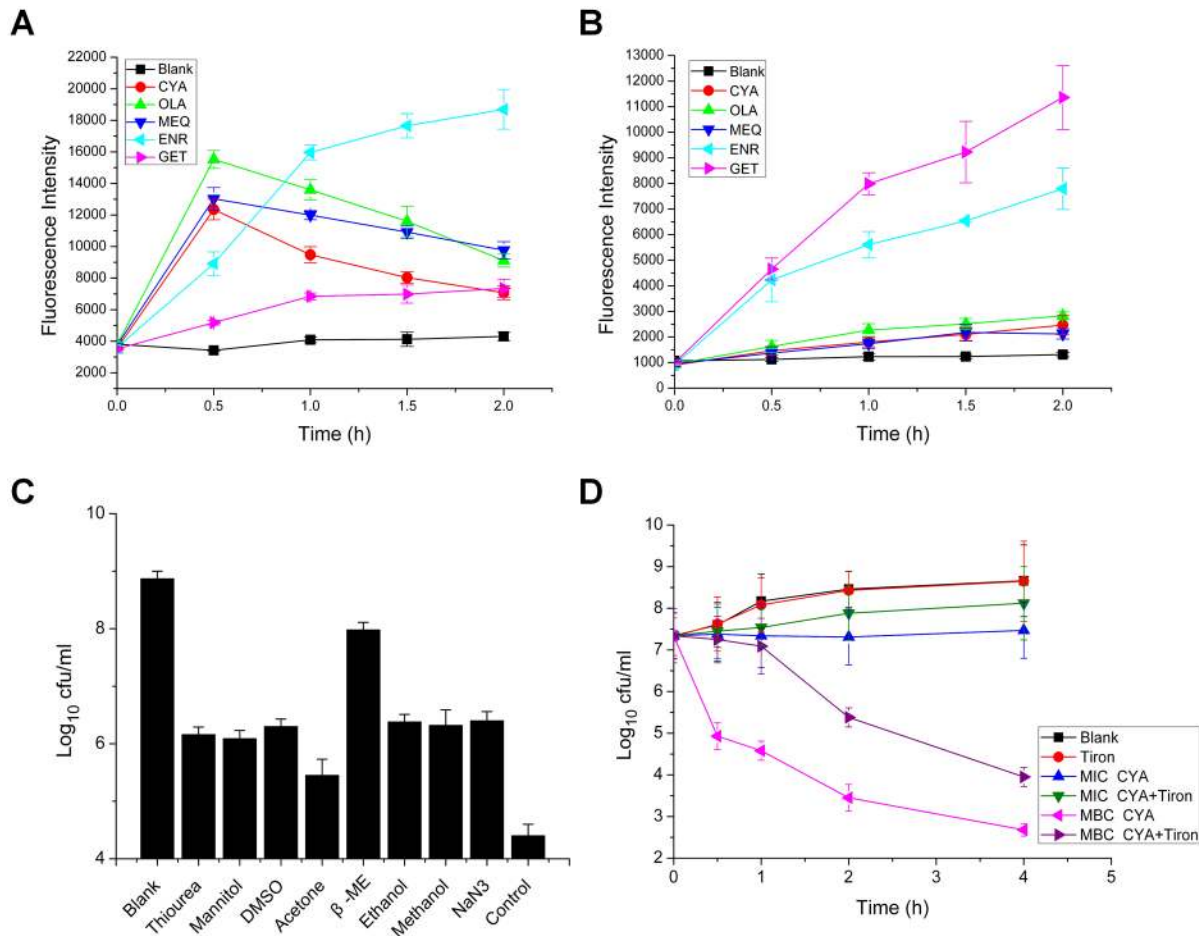 A
20000
18000
16000
14000
12000
10000
8000
6000
4000
2000
Fluorescence Intensity
Blank
CYA
OLA
MEQ
ENR
GET
0.0
0.5
1.0
1.5
2.0
Time (h)
B
13000
12000
11000
10000
9000
8000
7000
6000
5000
4000
3000
2000
1000
0
Fluorescence Intensity
Blank
CYA
OLA
MEQ
ENR
GET
0.0
0.5
1.0
1.5
2.0
Time (h)
C
10
8
6
4
Log10 cfu/ml
Blank
Thiourea
Mannitol
DMSO
Acetone
β -ME
Ethanol
Methanol
NaN3
Control
D
10
9
8
7
6
5
4
3
2
Log10 cfu/ml
Blank
Tiron
MIC CYA
MIC CYA+Tiron
MBC CYA
MBC CYA+Tiron
0
1
2
3
4
5
Time (h)